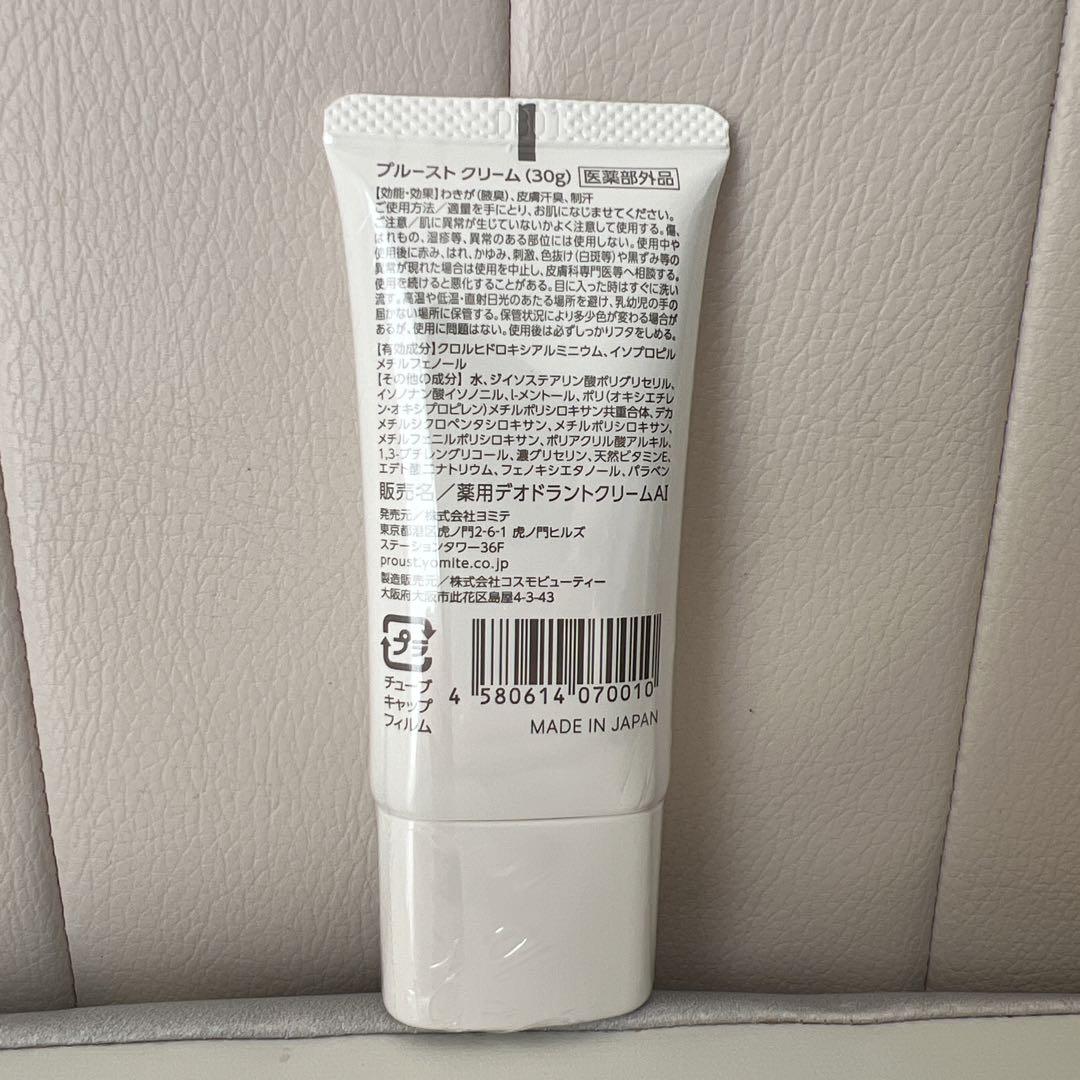 プルースト クリーム (30g) 医薬部外品
【効能・効果】わきが(腋臭)、皮膚汗臭、制汗
ご使用方法/適量を手にとり、お肌になじませてください。
ご注意/肌に異常が生じていないかよく注意して使用する。傷、
はれもの、湿疹等、異常のある部位には使用しない。使用中や
使用後に赤み、はれ、かゆみ、刺激、色抜け(白斑等)や黒ずみ等の
異常が現れた場合は使用を中止し、皮膚科専門医等へ相談する。
使用を続けると悪化することがある。目に入った時はすぐに洗い
流す。高温や低温・直射日光のあたる場所を避け、乳幼児の手の
届かない場所に保管する。保管状況により多少色が変わる場合が
あるが、使用に問題はない。使用後は必ずしっかりフタをしめる。
【有効成分】クロルヒドロキシアルミニウム、イソプロピル
メチルフェノール
【その他の成分】 水、ジイソステアリン酸ポリグリセリル、
イソノナン酸イソノニル、l-メントール、ポリ(オキシエチレ
ン・オキシプロピレン)メチルポリシロキサン共重合体、デカ
メチルシクロペンタシロキサン、メチルポリシロキサン、
メチルフェニルポリシロキサン、ポリアクリル酸アルキル、
1,3-ブチレングリコール、濃グリセリン、天然ビタミンE、
エデト酸二ナトリウム、フェノキシエタノール、パラベン
販売名/薬用デオドラントクリームAI
発売元/株式会社ヨミテ
東京都港区虎ノ門2-6-1 虎ノ門ヒルズ
ステーションタワー36F
proust.yomite.co.jp
製造販売元/株式会社コスモビューティー
大阪府大阪市此花区島屋4-3-43
プラ
チューブ
キャップ
フィルム
4 580614 070010
MADE IN JAPAN